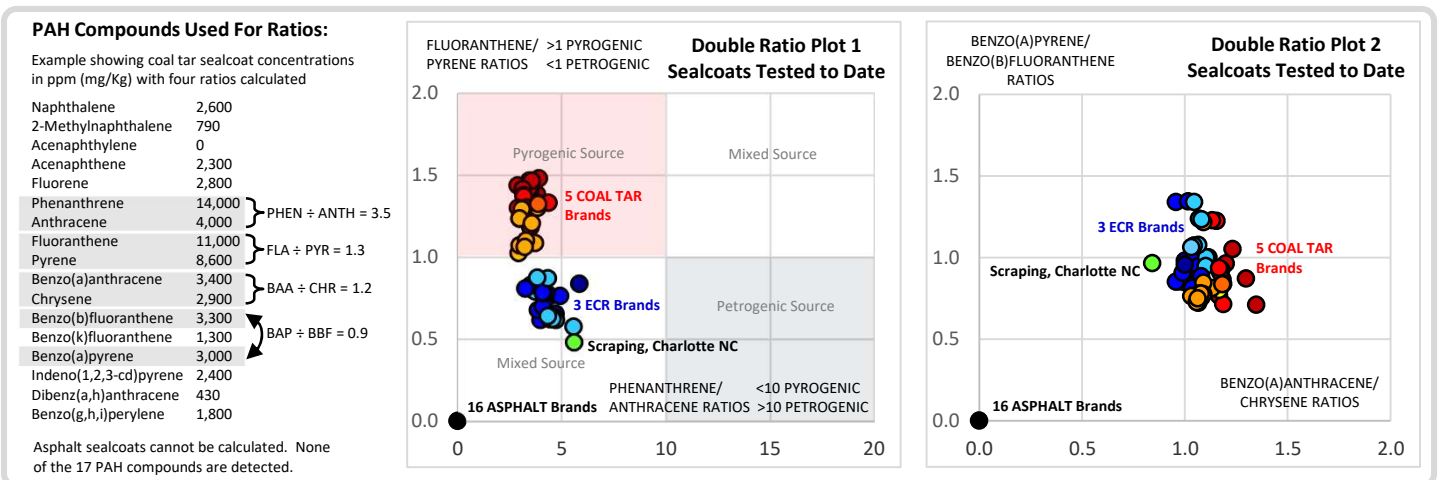 PAH Compounds Used For Ratios:
Example showing coal tar sealcoat concentrations
in ppm (mg/Kg) with four ratios calculated
Naphthalene 2,600
2-Methylnaphthalene 790
Acenaphthylene 0
Acenaphthene 2,300
Fluorene 2,800
Phenanthrene 14,000
Anthracene 4,000
PHEN ÷ ANTH = 3.5
Fluoranthene 11,000
Pyrene 8,600
FLA ÷ PYR = 1.3
Benzo(a)anthracene 3,400
Chrysene 2,900
BAA ÷ CHR = 1.2
Benzo(b)fluoranthene 3,300
Benzo(k)fluoranthene 1,300
BAP ÷ BBF = 0.9
Benzo(a)pyrene 3,000
Indeno(1,2,3-cd)pyrene 2,400
Dibenz(a,h)anthracene 430
Benzo(g,h,i)perylene 1,800
Asphalt sealcoats cannot be calculated. None
of the 17 PAH compounds are detected.
FLUORANTHENE/ >1 PYROGENIC
PYRENE RATIOS <1 PETROGENIC
Double Ratio Plot 1
Sealcoats Tested to Date
2.0
Pyrogenic Source
Mixed Source
1.5
5 COAL TAR
Brands
1.0
3 ECR Brands
Petrogenic Source
0.5
Scraping, Charlotte NC
Mixed Source
PHENANTHRENE/ <10 PYROGENIC
ANTHRACENE RATIOS >10 PETROGENIC
16 ASPHALT Brands
0.0
0 5 10 15 20
BENZO(A)PYRENE/
BENZO(B)FLUORANTHENE
RATIOS
Double Ratio Plot 2
Sealcoats Tested to Date
2.0
1.5
3 ECR Brands
5 COAL TAR
Brands
Scraping, Charlotte NC
1.0
0.5
BENZO(A)ANTHRACENE/
CHRYSENE RATIOS
16 ASPHALT Brands
0.0
0.0 0.5 1.0 1.5 2.0